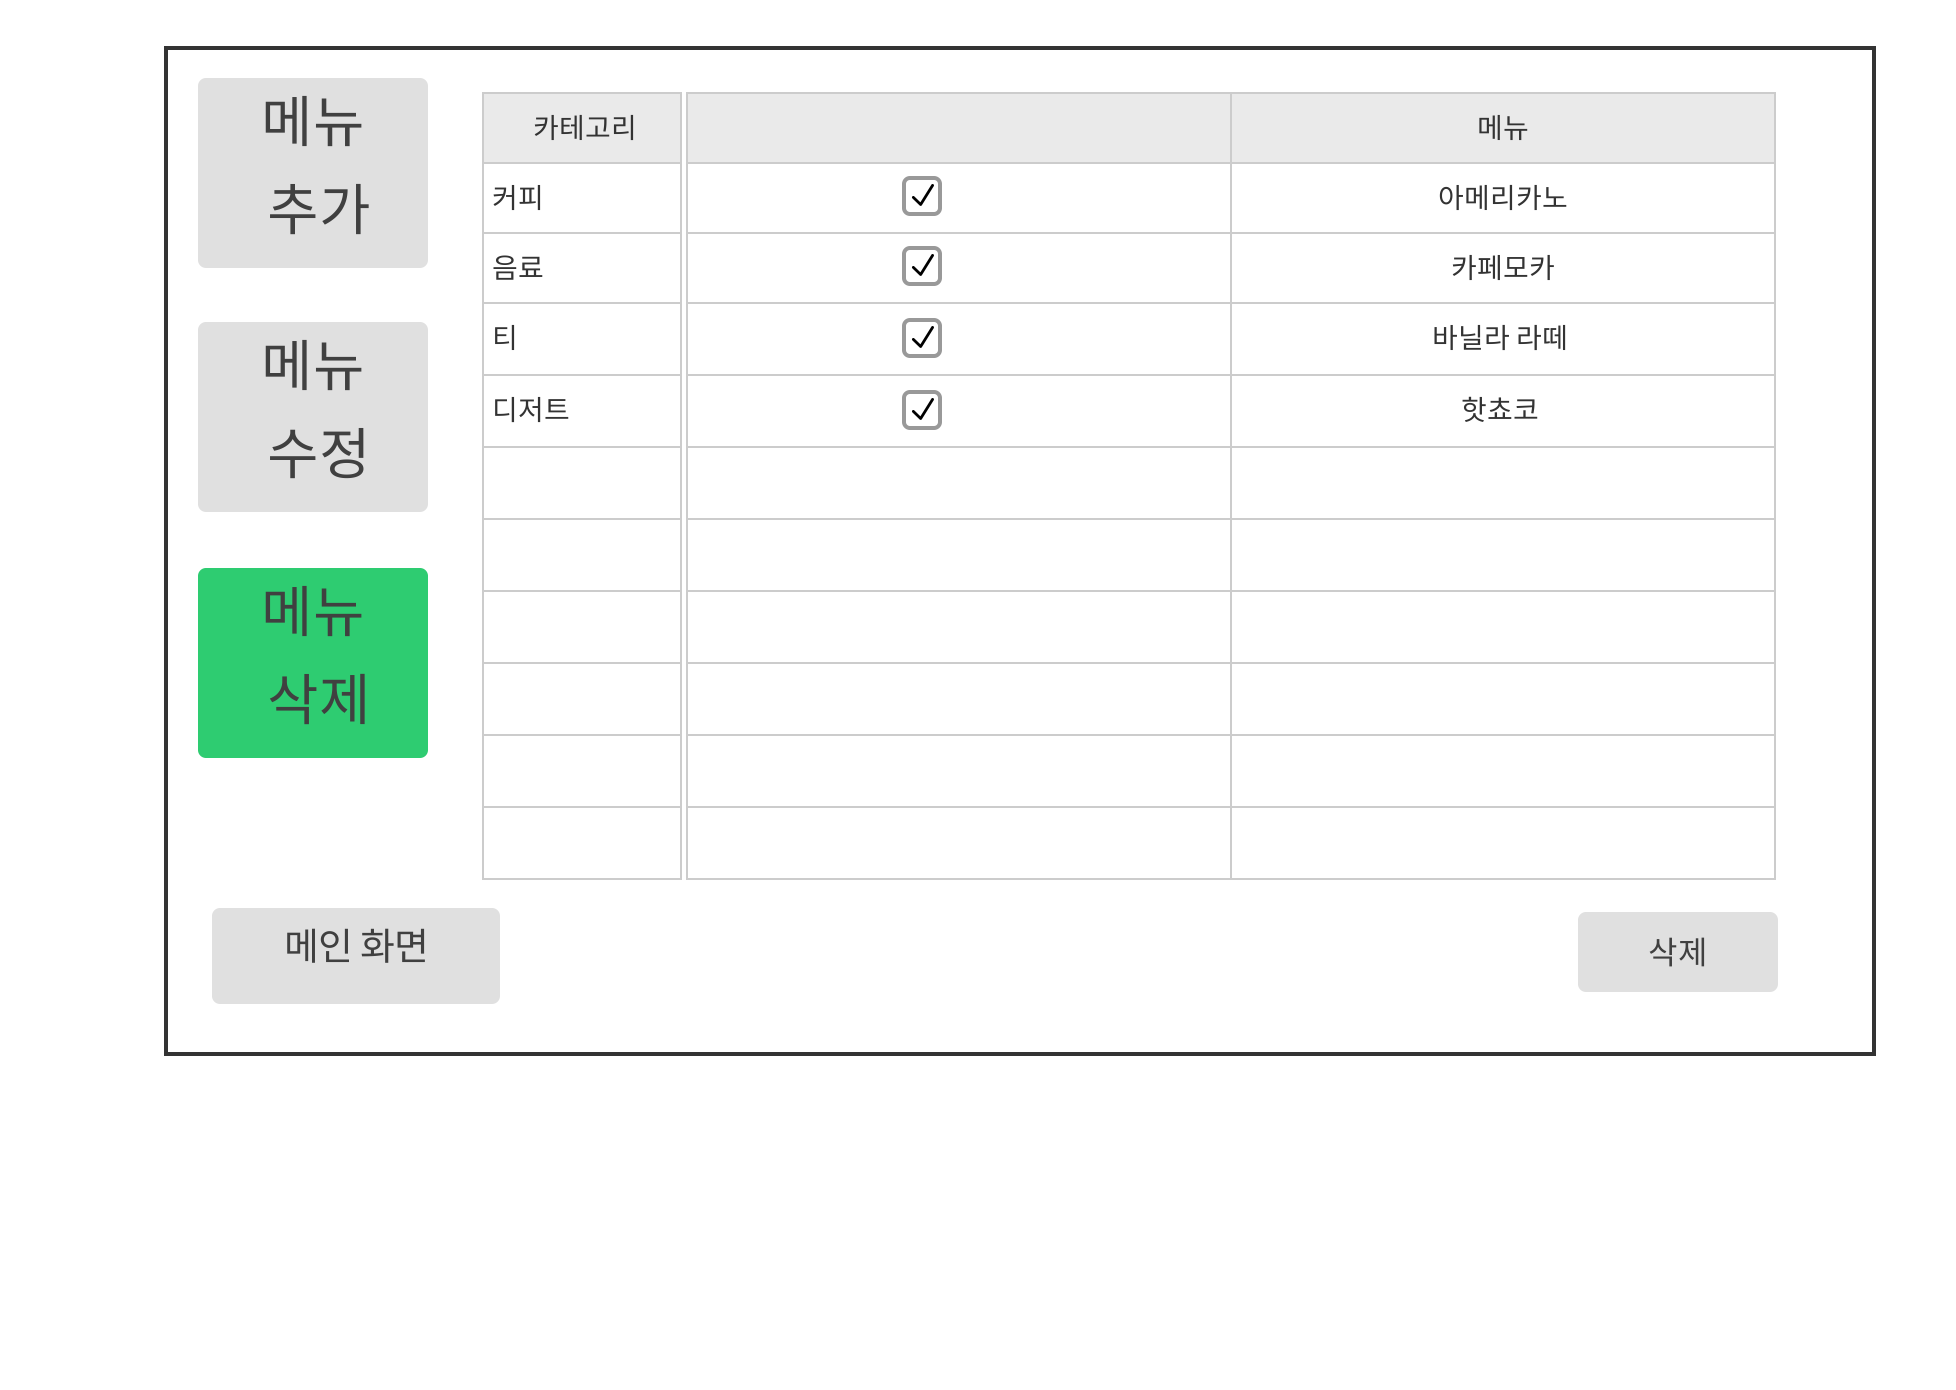 메뉴
추가
메뉴
수정
메뉴
삭제
카테고리 메뉴
커피 아메리카노
음료 카페모카
티 바닐라 라떼
디저트 핫쵸코
메인 화면
삭제